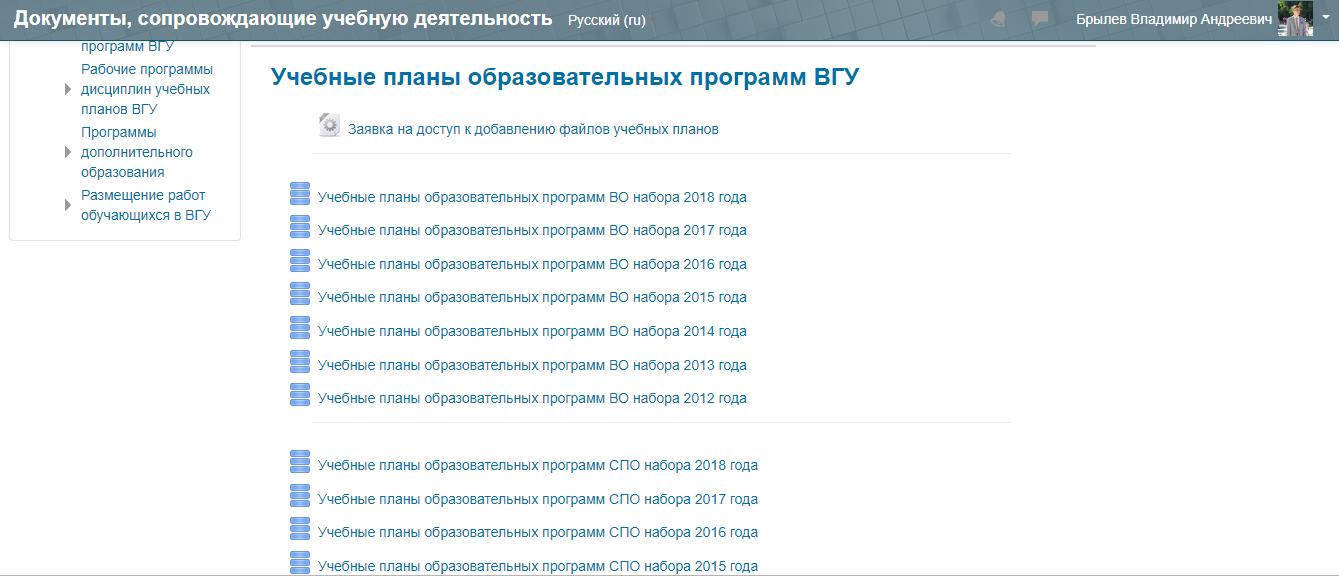 Документы, сопровождающие учебную деятельность Русский (ru) Брылев Владимир Андреевич
программ ВГУ
Рабочие программы
дисциплин учебных
планов ВГУ
Программы
дополнительного
образования
Размещение работ
обучающихся в ВГУ
Учебные планы образовательных программ ВГУ
Заявка на доступ к добавлению файлов учебных планов
Учебные планы образовательных программ ВО набора 2018 года
Учебные планы образовательных программ ВО набора 2017 года
Учебные планы образовательных программ ВО набора 2016 года
Учебные планы образовательных программ ВО набора 2015 года
Учебные планы образовательных программ ВО набора 2014 года
Учебные планы образовательных программ ВО набора 2013 года
Учебные планы образовательных программ ВО набора 2012 года
Учебные планы образовательных программ СПО набора 2018 года
Учебные планы образовательных программ СПО набора 2017 года
Учебные планы образовательных программ СПО набора 2016 года
Учебные планы образовательных программ СПО набора 2015 года